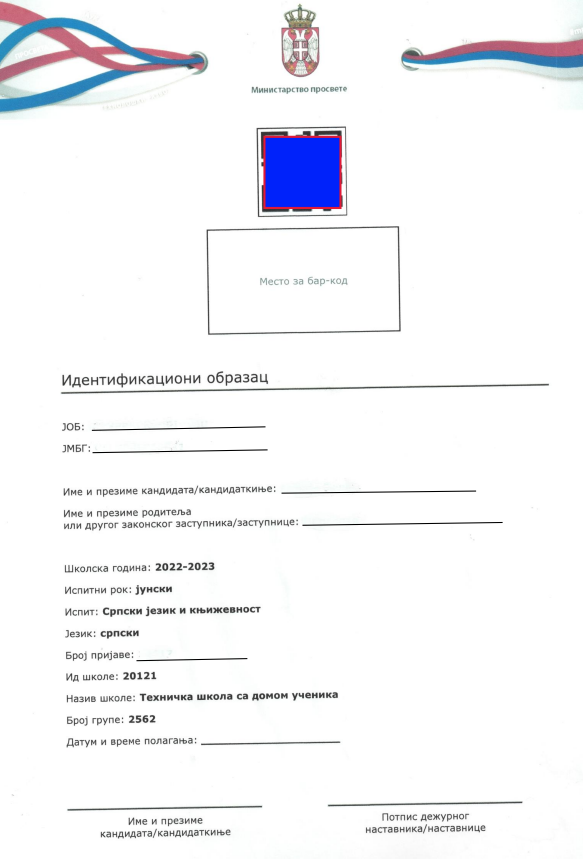 Министарство просвете
Место за бар-код
Идентификациони образац
ЈОБ:
ЈМБГ:
Име и презиме кандидата/кандидаткиње:
Име и презиме родитеља
или другог законског заступника/заступнице:
Школска година: 2022-2023
Испитни рок: јунски
Испит: Српски језик и књижевност
Језик: српски
Број пријаве:
Ид школе: 20121
Назив школе: Техничка школа са домом ученика
Број групе: 2562
Датум и време полагања:
Име и презиме
кандидата/кандидаткиње
Потпис дежурног
наставника/наставнице